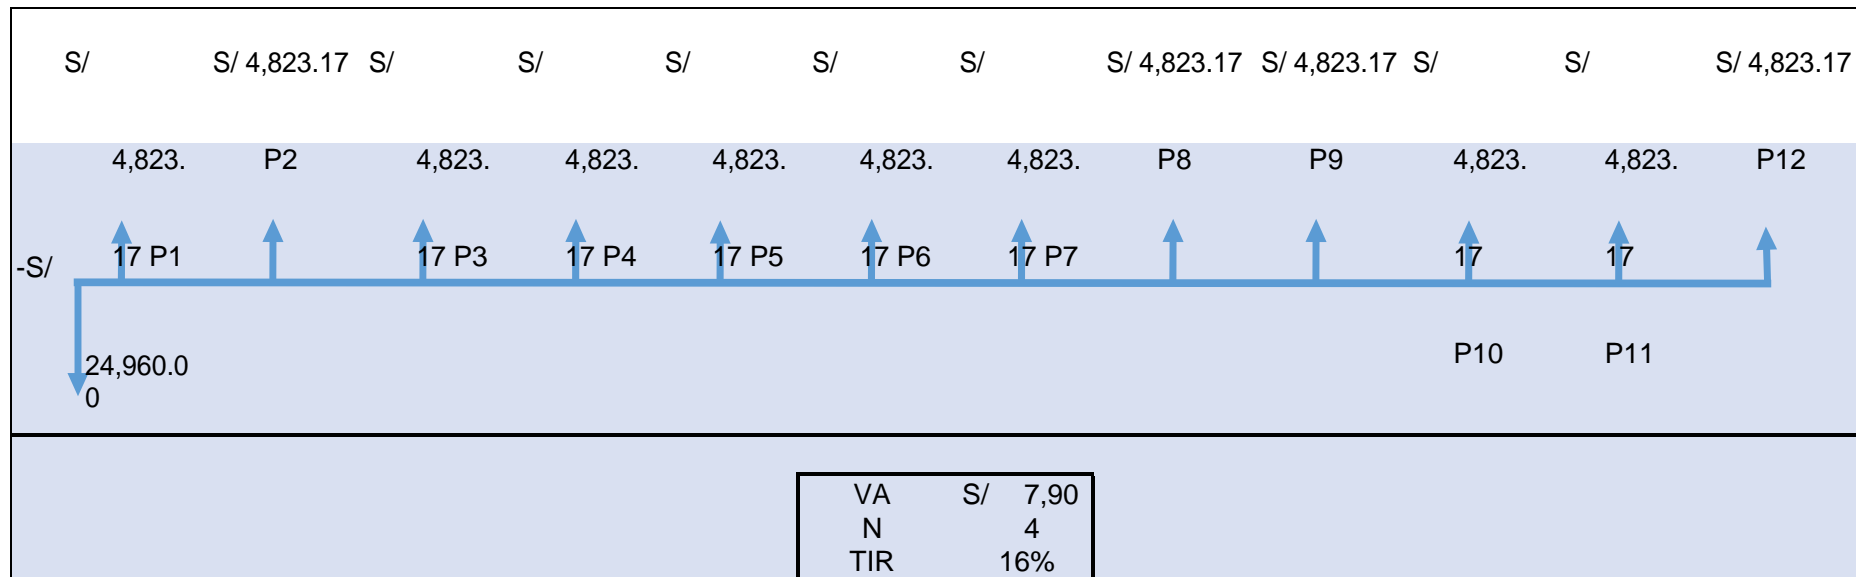 S/ S/ 4,823.17 S/ S/ S/ S/ S/ S/ 4,823.17 S/ 4,823.17 S/ S/ S/ 4,823.17
4,823. P2 4,823. 4,823. 4,823. 4,823. 4,823. P8 P9 4,823. 4,823. P12
-S/ 17 P1 17 P3 17 P4 17 P5 17 P6 17 P7 17 17
24,960.0 P10 P11
0
VA S/ 7,90
N 4
TIR 16%